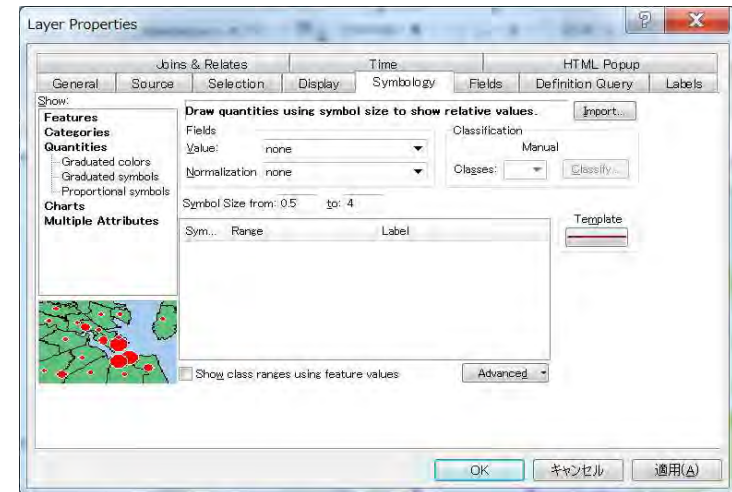 Layer Properties
Joins & Relates Time HTML Popup
General Source Selection Display Symbology Fields Definition Query Labels
Show:
Features
Categories
Quantities
Graduated colors
Graduated symbols
Proportional symbols
Charts
Multiple Attributes
Draw quantities using symbol size to show relative values. Import...
Fields
Value: none
Normalization none
Classification
Manual
Classes: Classify...
Symbol Size from: 0.5 to: 4
Sym... Range Label
Template
Show class ranges using feature values Advanced
OK キャンセル 適用(A)